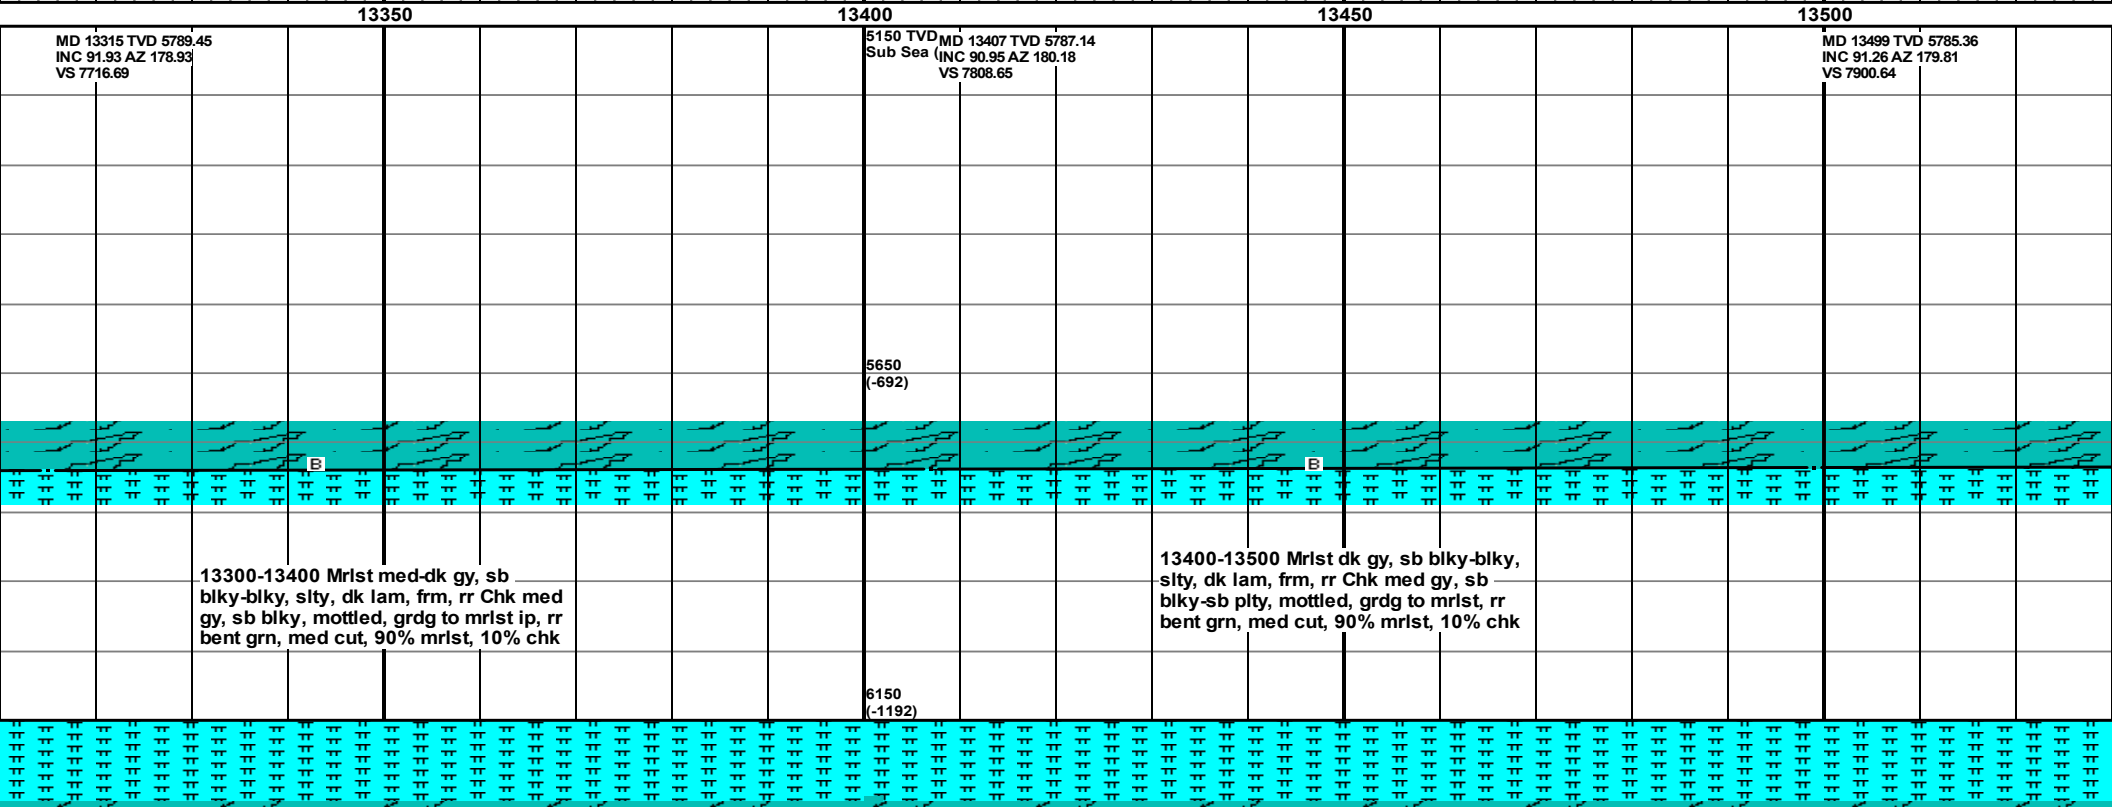 13350
13400
13450
13500
MD 13315 TVD 5789.45
INC 91.93 AZ 178.93
VS 7716.69
5150 TVD
Sub Sea (
MD 13407 TVD 5787.14
INC 90.95 AZ 180.18
VS 7808.65
MD 13499 TVD 5785.36
INC 91.26 AZ 179.81
VS 7900.64
5650
(-692)
B
B
13300-13400 Mrlst med-dk gy, sb
blky-blky, slty, dk lam, frm, rr Chk med
gy, sb blky, mottled, grdg to mrlst ip, rr
bent grn, med cut, 90% mrlst, 10% chk
13400-13500 Mrlst dk gy, sb blky-blky,
slty, dk lam, frm, rr Chk med gy, sb
blky-sb plty, mottled, grdg to mrlst, rr
bent grn, med cut, 90% mrlst, 10% chk
6150
(-1192)